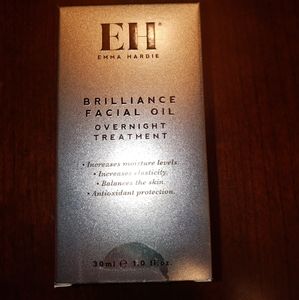 EH
EMMA HARDIE
BRILLIANCE
FACIAL OIL
OVERNIGHT
TREATMENT
• Increases moisture levels.
• Increases elasticity.
• Balances the skin.
• Antioxidant protection.
30ml ℮ 1.0 fl.oz.